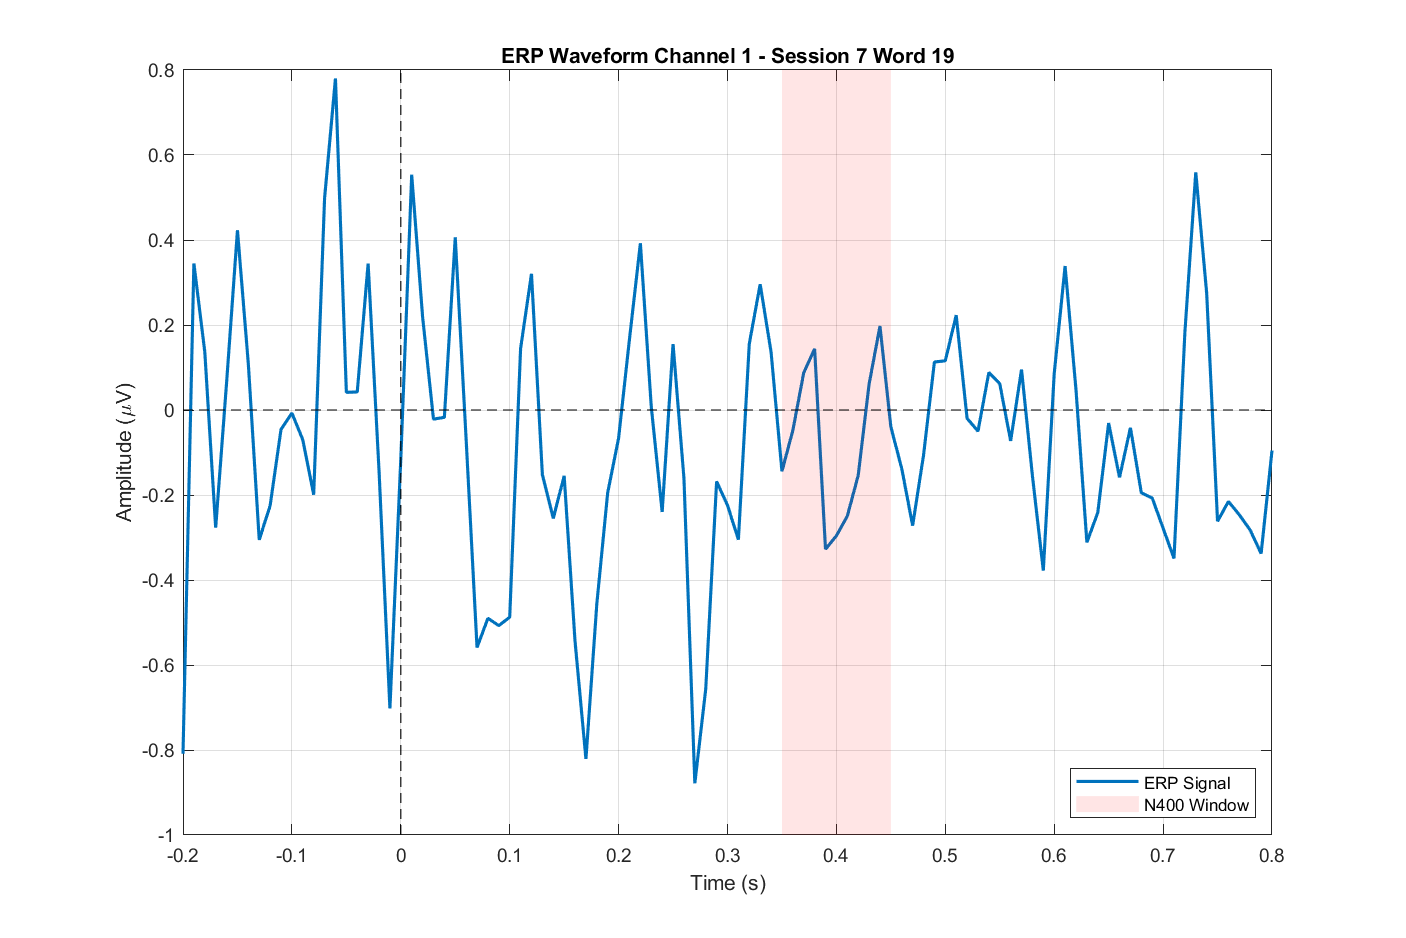 ERP Waveform Channel 1 - Session 7 Word 19
0.8
0.6
0.4
0.2
0
-0.2
-0.4
-0.6
-0.8
-1
Amplitude (μV)
-0.2 -0.1 0 0.1 0.2 0.3 0.4 0.5 0.6 0.7 0.8
Time (s)
ERP Signal
N400 Window